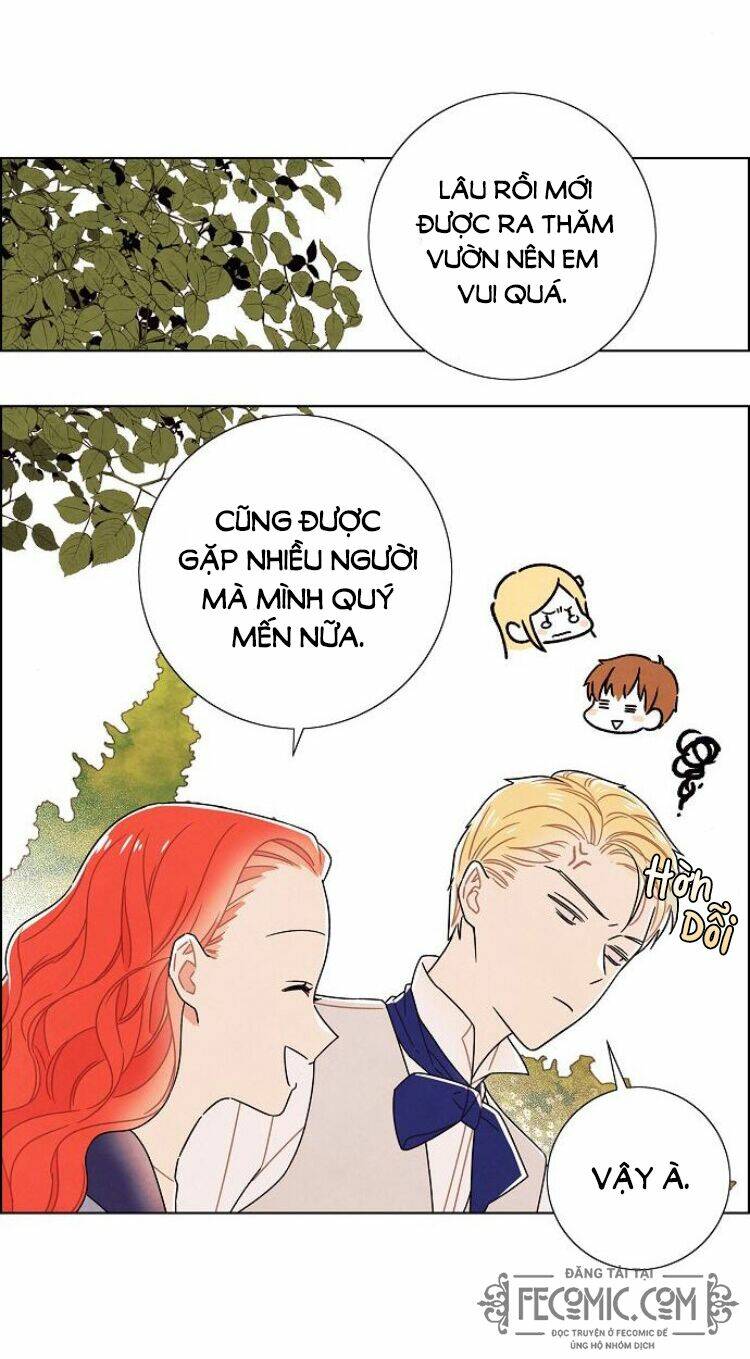 LÂU RỒI MỚI
ĐƯỢC RA THĂM
VƯỜN NÊN EM
VUI QUÁ.
CŨNG ĐƯỢC
GẶP NHIỀU NGƯỜI
MÀ MÌNH QUÝ
MẾN NỮA.
Hờn
Dỗi
VẬY À.
ĐĂNG TẢI TẠI
FECOMIC.COM
ĐỌC TRUYỆN Ở FECOMIC ĐỂ
ỦNG HỘ NHÓM DỊCH